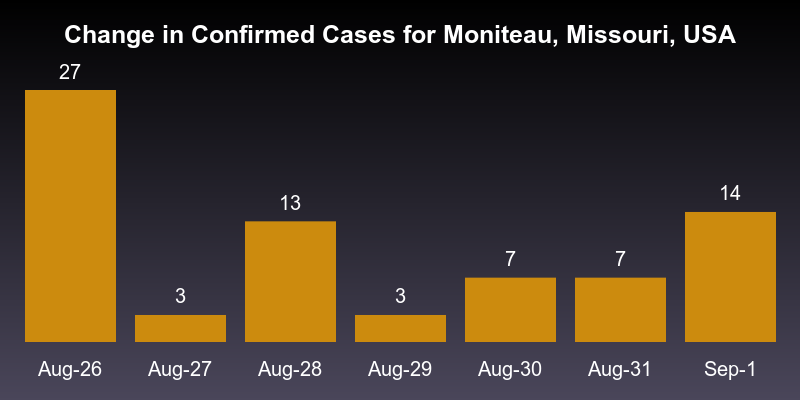 Change in Confirmed Cases for Moniteau, Missouri, USA
27
3
13
3
7
7
14
Aug-26
Aug-27
Aug-28
Aug-29
Aug-30
Aug-31
Sep-1